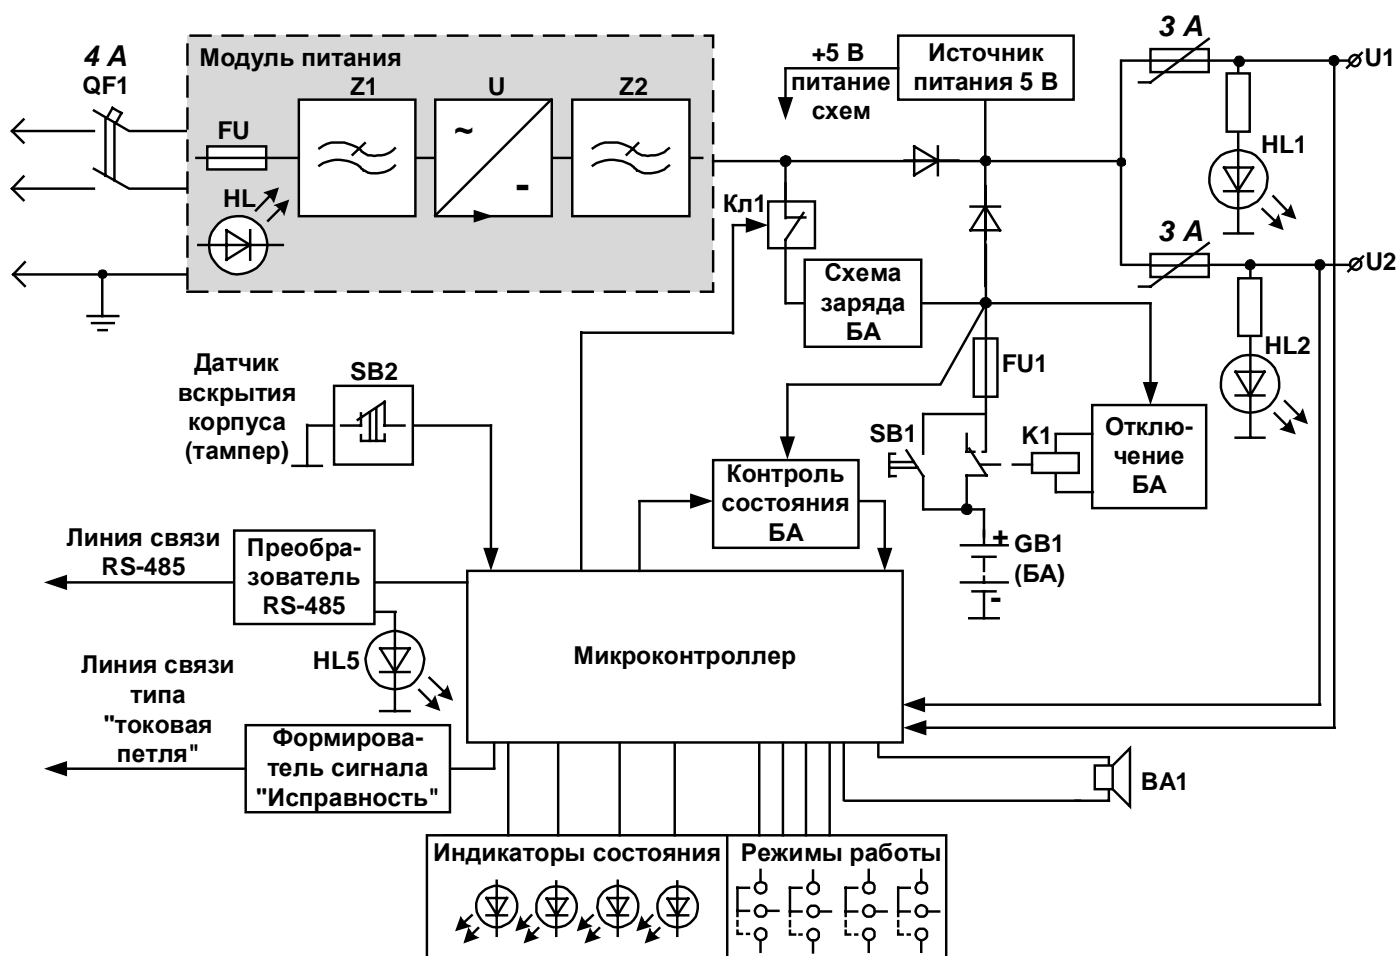 4 А
QF1
Модуль питания
Z1
U
Z2
FU
HL
~
-
+5 В
питание
схем
Источник
питания 5 В
3 А
U1
HL1
Кл1
3 А
U2
HL2
Схема
заряда
БА
FU1
Датчик
вскрытия
корпуса
(тампер)
SB2
SB1
К1
Отклю-
чение
БА
Контроль
состояния
БА
+
GB1
(БА)
-
Линия связи
RS-485
Преобра-
зователь
RS-485
HL5
Микроконтроллер
Линия связи
типа
"токовая
петля"
Формирова-
тель сигнала
"Исправность"
ВА1
Индикаторы состояния
Режимы работы